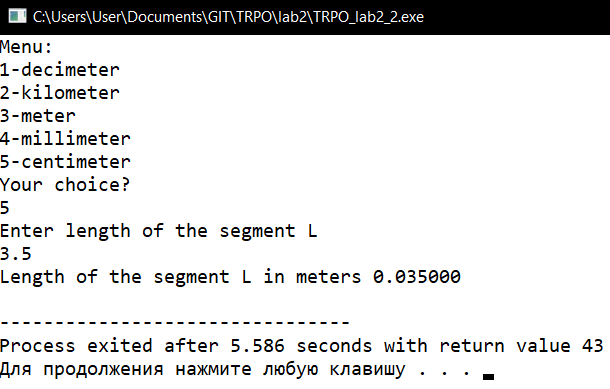 C:\Users\User\Documents\GIT\TRPO\lab2\TRPO_lab2_2.exe
Menu:
1-decimeter
2-kilometer
3-meter
4-millimeter
5-centimeter
Your choice?
5
Enter length of the segment L
3.5
Length of the segment L in meters 0.035000
--------------------------------
Process exited after 5.586 seconds with return value 43
Для продолжения нажмите любую клавишу . . .